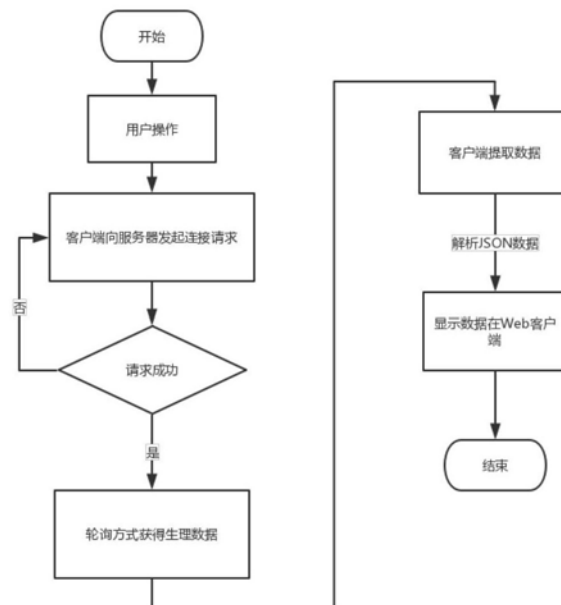 开始
用户操作
客户端向服务器发起连接请求
否
请求成功
是
轮询方式获得生理数据
客户端提取数据
解析JSON数据
显示数据在Web客户
端
结束